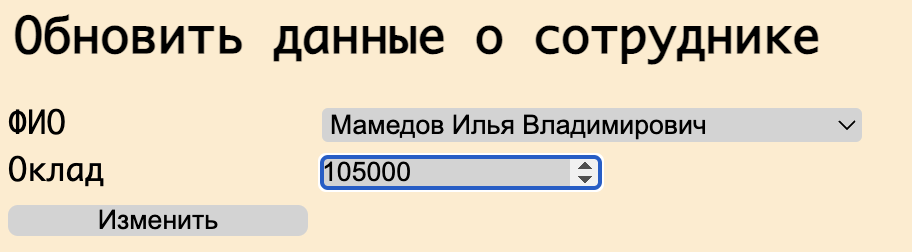 Обновить данные о сотруднике
ФИО Мамедов Илья Владимирович
Оклад 105000
Изменить